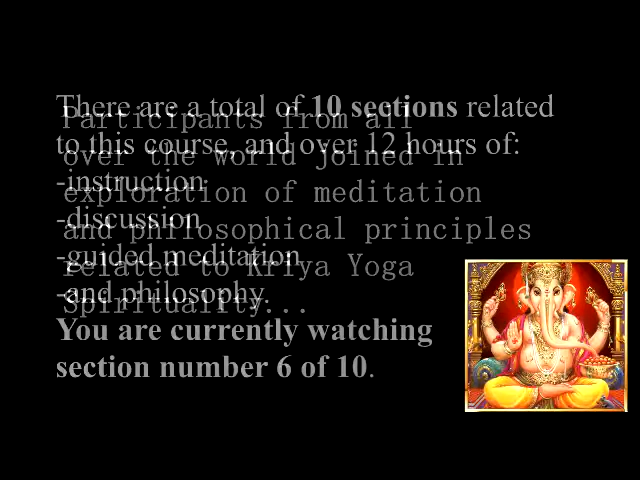 There are a total of 10 sections related
to this course, and over 12 hours of:
-instruction
-discussion
-guided meditation
-and philosophy.
You are currently watching
section number 6 of 10.
Participants from all
over the world joined in
exploration of meditation
and philosophical principles
related to Kriya Yoga
Spirituality...